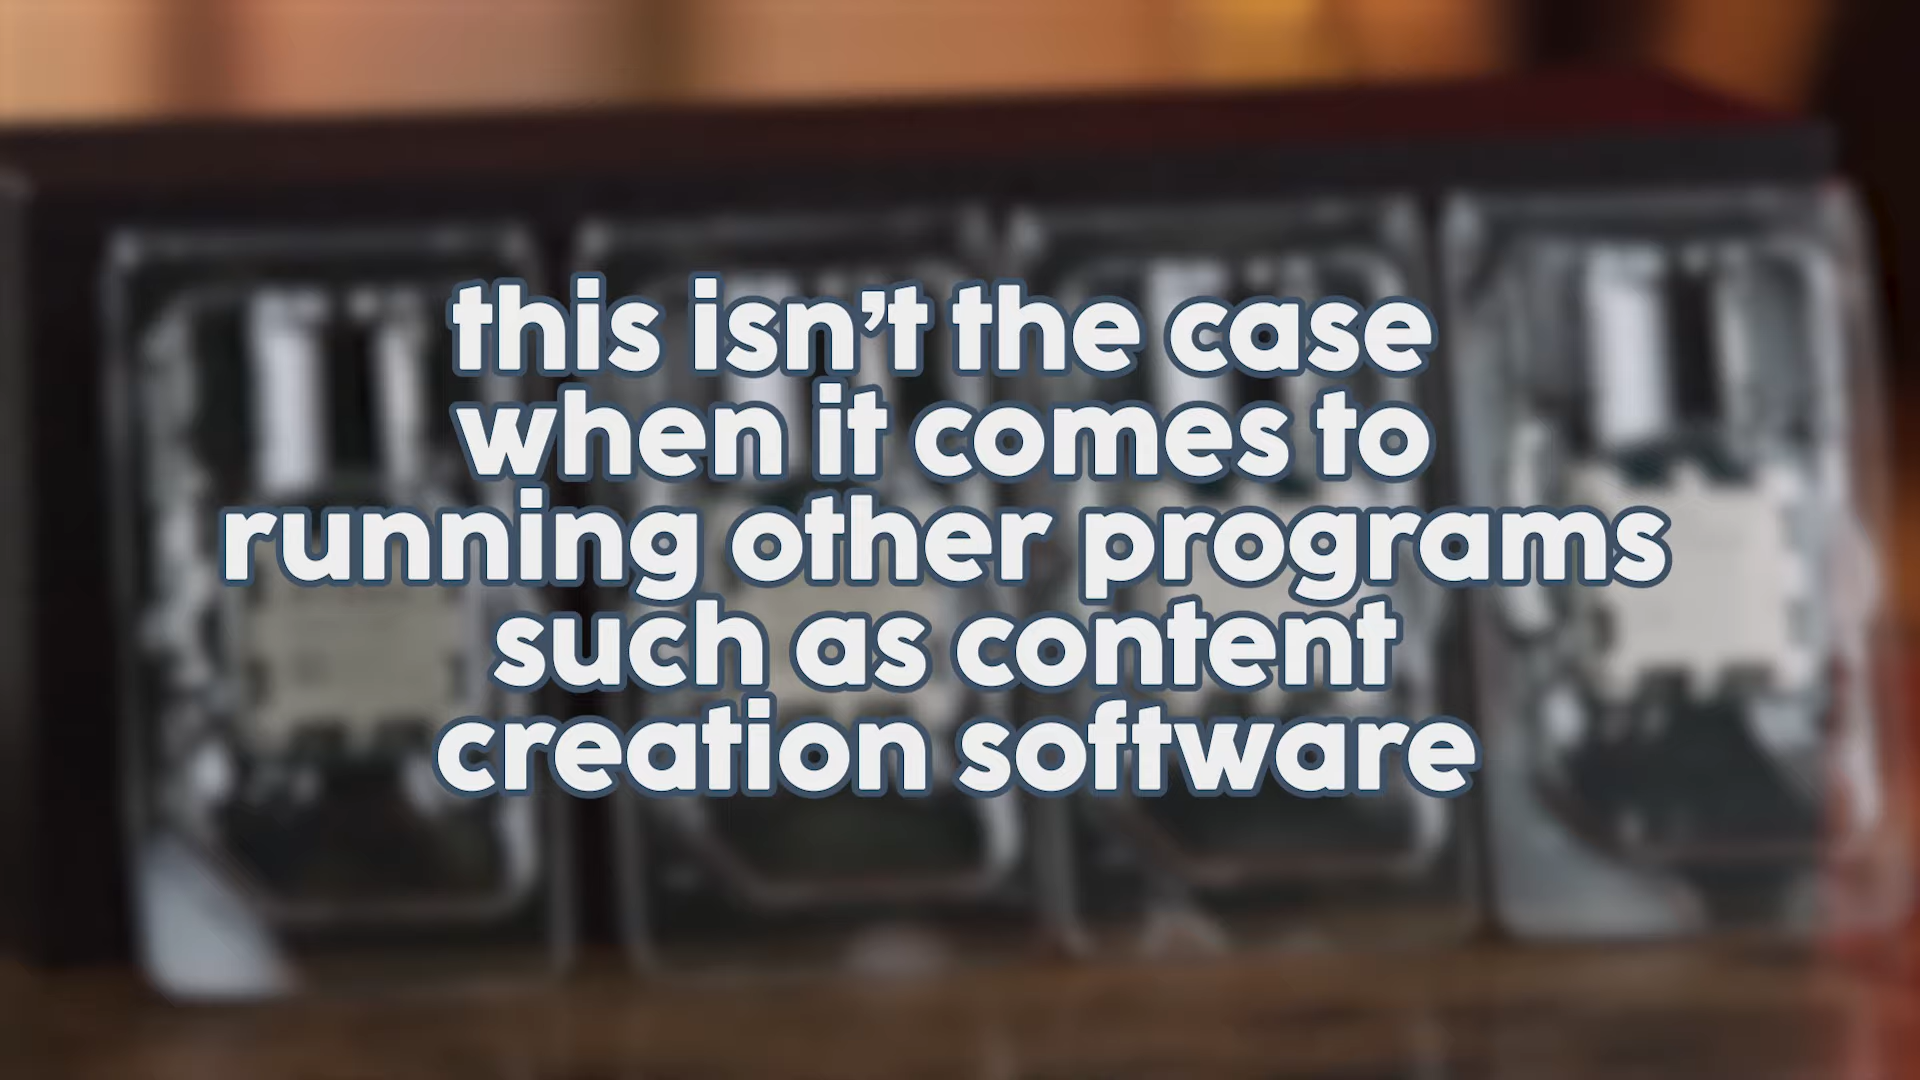 this isn’t the case
when it comes to
running other programs
such as content
creation software